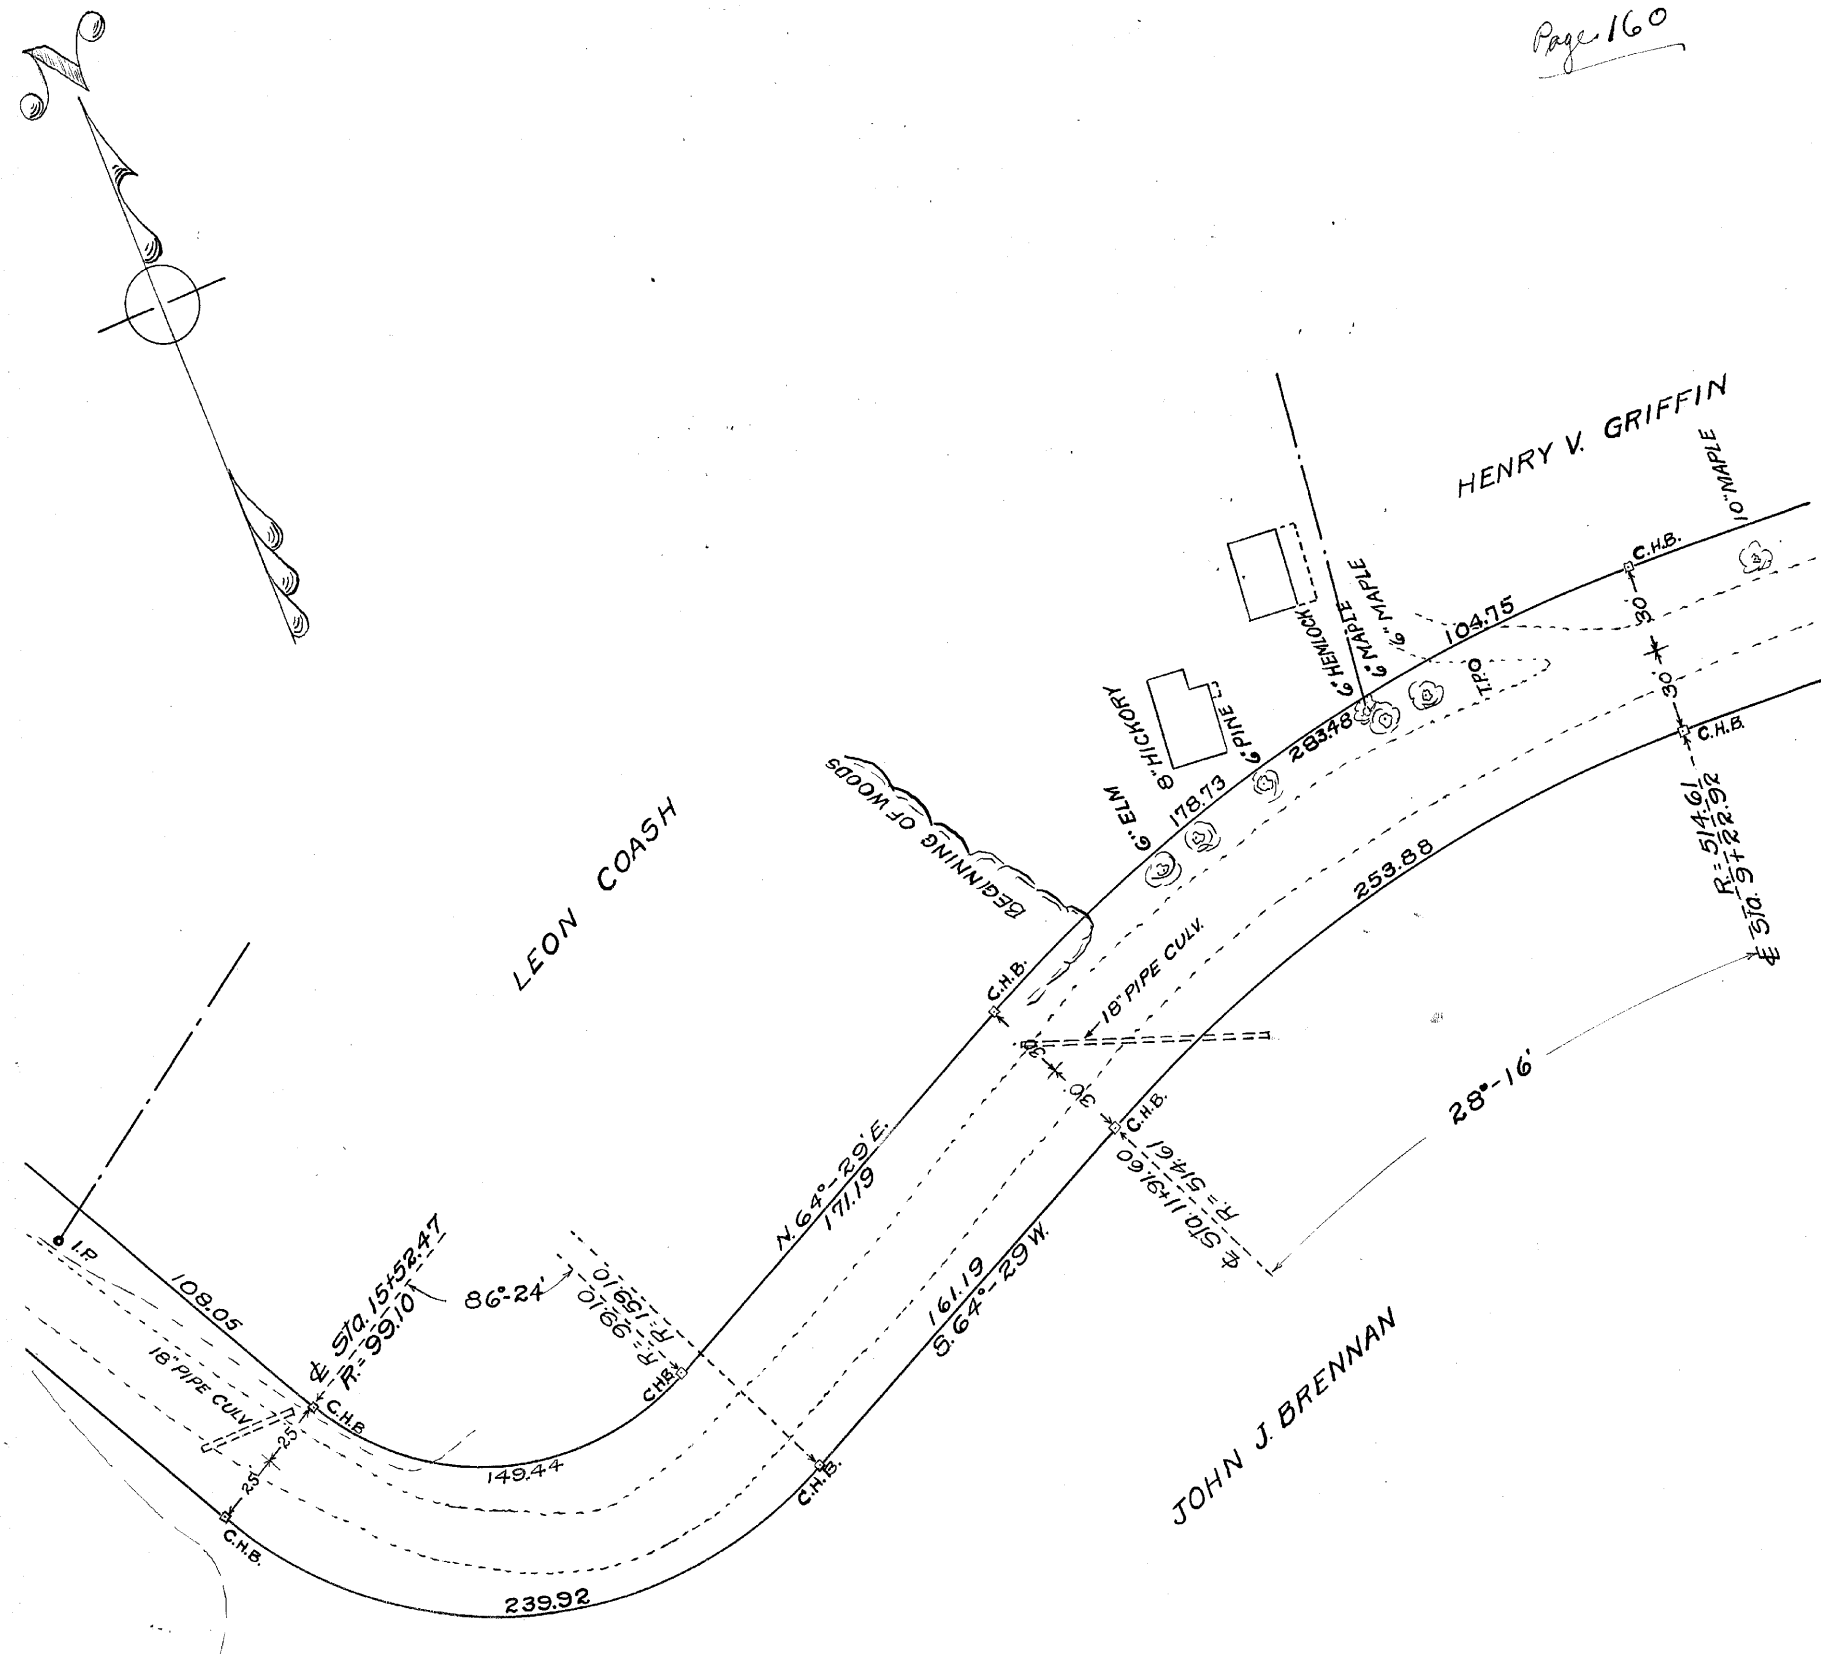 Page 160
N
HENRY V. GRIFFIN
10" MAPLE
C.H.B.
30'
30'
C.H.B.
R.=514.61
℄ Sta. 9+22.92
104.75
T.P.O
6" MAPLE
6" MAPLE
6" HEMLOCK
283.48
6" PINE
8" HICKORY
178.73
6" ELM
253.88
BEGINNING OF WOODS
LEON COASH
C.H.B.
18" PIPE CULV.
30'
30'
C.H.B.
℄ Sta. 11+91.60
R.=514.61
28°-16'
N. 64°-29' E.
171.19
161.19
S. 64°-29' W.
JOHN J. BRENNAN
I.P.
108.05
18" PIPE CULV.
℄ Sta. 15+52.47
R.=99.10'
86°-24'
R.=99.10
R.=159.10
C.H.B.
C.H.B.
C.H.B.
25'
25'
C.H.B.
149.44
239.92